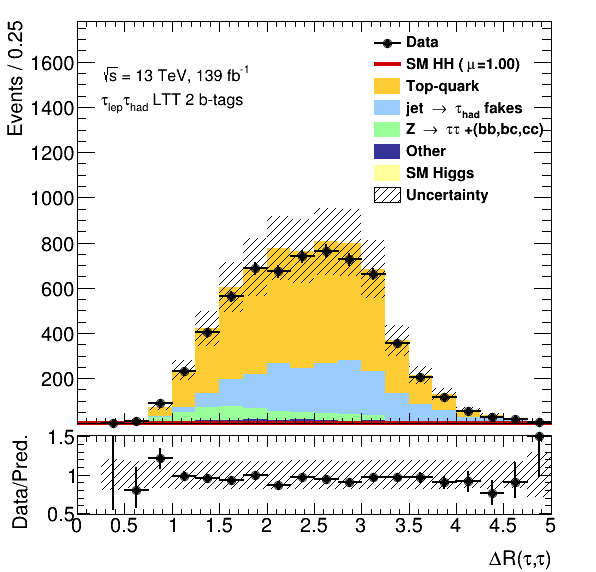 Events / 0.25
1600
1400
1200
1000
800
600
400
200
√s = 13 TeV, 139 fb⁻¹
τlepτhad LTT 2 b-tags
Data
SM HH ( μ=1.00)
Top-quark
jet → τhad fakes
Z → ττ +(bb,bc,cc)
Other
SM Higgs
Uncertainty
Data/Pred.
1.5
1
0.5
0 0.5 1 1.5 2 2.5 3 3.5 4 4.5 5
ΔR(τ,τ)